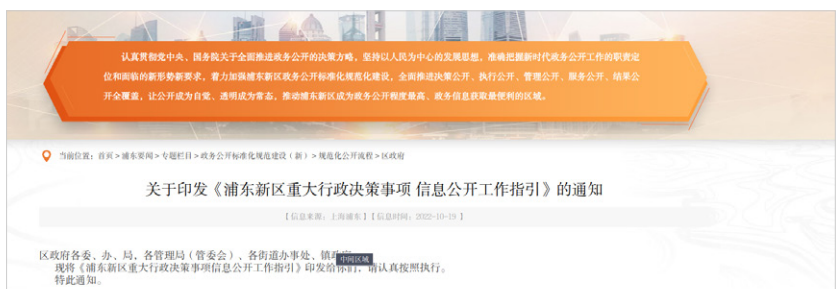 认真贯彻党中央、国务院关于全面推进政务公开的决策方略，坚持以人民为中心的发展思想，准确把握新时代政务公开工作的职责定
位和面临的新形势新要求，着力加强浦东新区政务公开标准化规范化建设，全面推进决策公开、执行公开、管理公开、服务公开、结果公
开全覆盖，让公开成为自觉、透明成为常态，推动浦东新区成为政务公开程度最高、政务信息获取最便利的区域。
当前位置：首页>浦东要闻>专题栏目>政务公开标准化规范建设（新）>规范化公开流程>区政府
关于印发《浦东新区重大行政决策事项 信息公开工作指引》的通知
【信息来源：上海浦东】【信息时间：2022-10-19】
区政府各委、办、局，各管理局（管委会）、各街道办事处、镇
中间区域
现将《浦东新区重大行政决策事项信息公开工作指引》印发给你们，请认真按照执行。
特此通知。